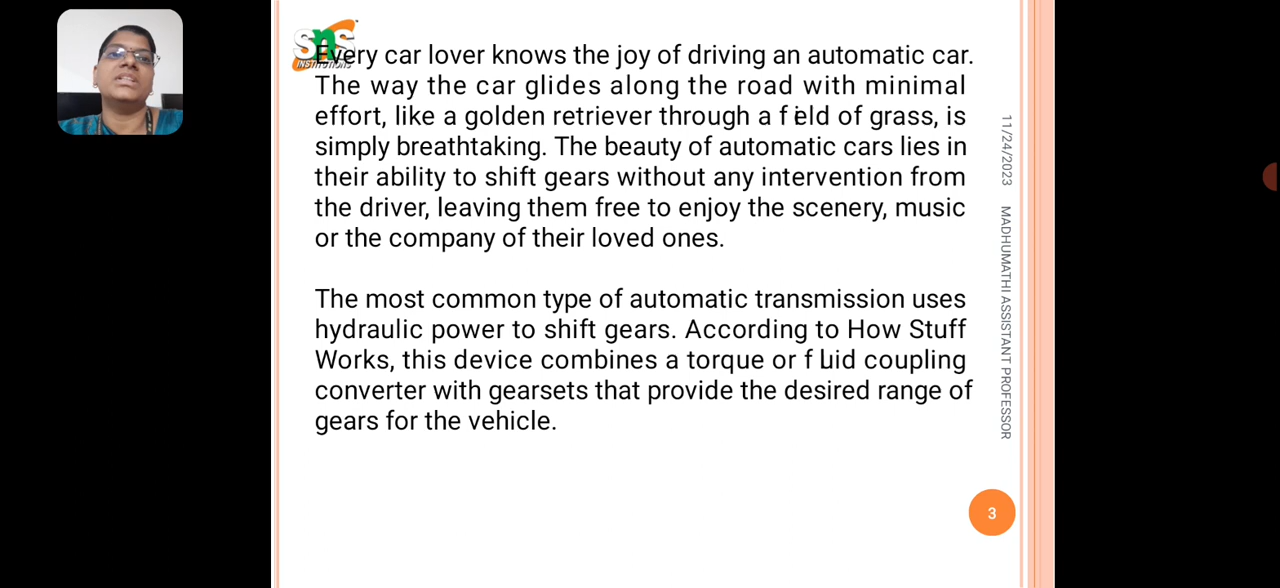 sns
INSTITUTIONS
Every car lover knows the joy of driving an automatic car.
The way the car glides along the road with minimal
effort, like a golden retriever through a field of grass, is
simply breathtaking. The beauty of automatic cars lies in
their ability to shift gears without any intervention from
the driver, leaving them free to enjoy the scenery, music
or the company of their loved ones.
The most common type of automatic transmission uses
hydraulic power to shift gears. According to How Stuff
Works, this device combines a torque or fluid coupling
converter with gearsets that provide the desired range of
gears for the vehicle.
11/24/2023 MADHUMATHI ASSISTANT PROFESSOR
3